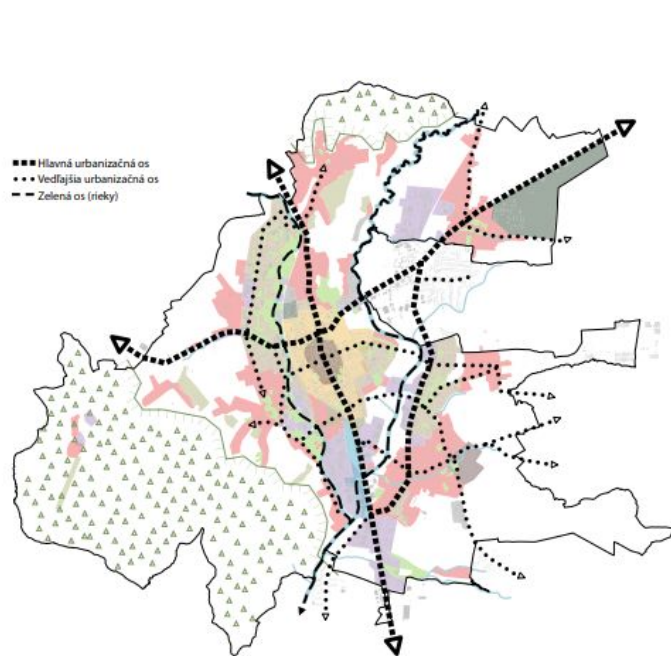 Hlavná urbanizačná os
Vedľajšia urbanizačná os
Zelená os (rieky)